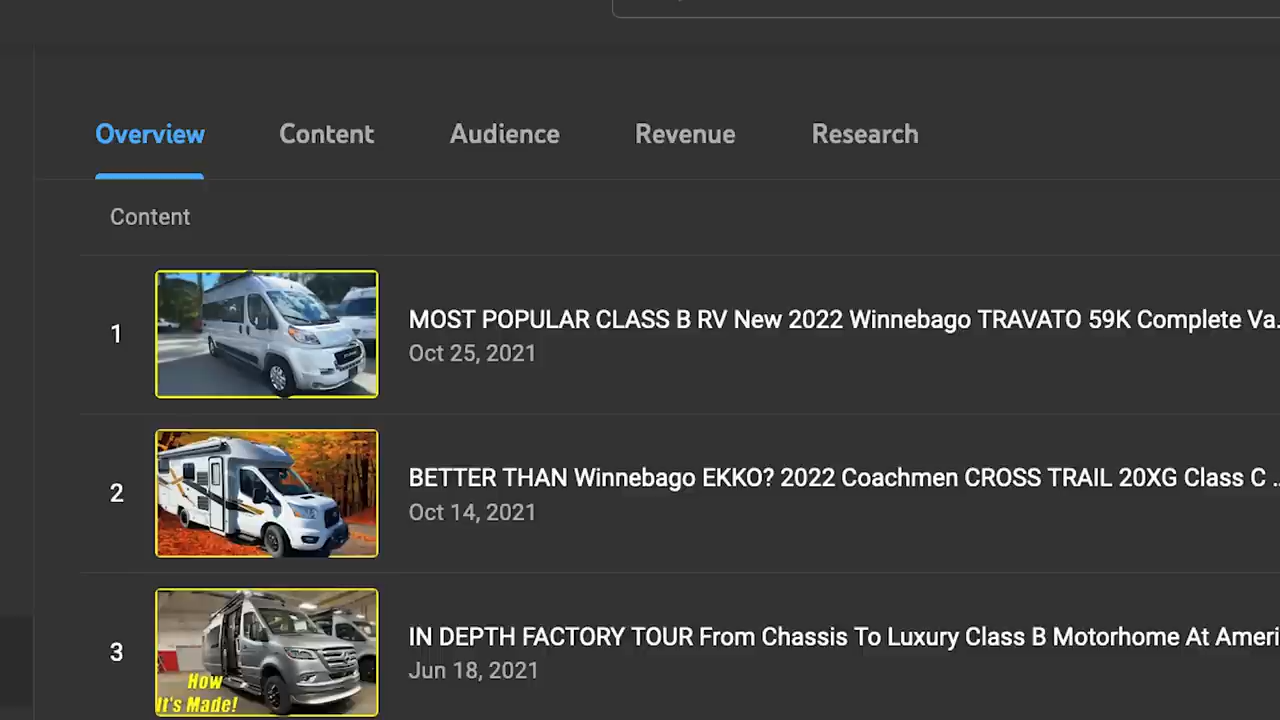 Overview Content Audience Revenue Research
Content
1
MOST POPULAR CLASS B RV New 2022 Winnebago TRAVATO 59K Complete Va...
Oct 25, 2021
2
BETTER THAN Winnebago EKKO? 2022 Coachmen CROSS TRAIL 20XG Class C ...
Oct 14, 2021
3
IN DEPTH FACTORY TOUR From Chassis To Luxury Class B Motorhome At Ameri
Jun 18, 2021
How
It's Made!